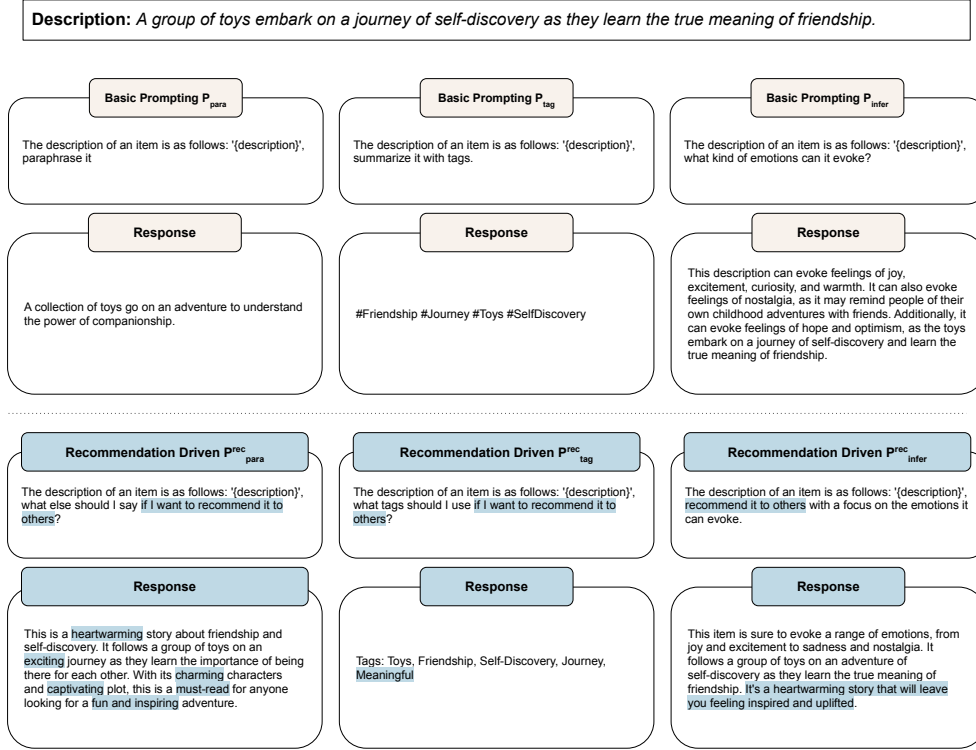 Description: A group of toys embark on a journey of self-discovery as they learn the true meaning of friendship.
Basic Prompting P_para
The description of an item is as follows: '{description}',
paraphrase it
Basic Prompting P_tag
The description of an item is as follows: '{description}',
summarize it with tags.
Basic Prompting P_infer
The description of an item is as follows: '{description}',
what kind of emotions can it evoke?
Response
A collection of toys go on an adventure to understand
the power of companionship.
Response
#Friendship #Journey #Toys #SelfDiscovery
Response
This description can evoke feelings of joy,
excitement, curiosity, and warmth. It can also evoke
feelings of nostalgia, as it may remind people of their
own childhood adventures with friends. Additionally, it
can evoke feelings of hope and optimism, as the toys
embark on a journey of self-discovery and learn the
true meaning of friendship.
Recommendation Driven P^rec_para
The description of an item is as follows: '{description}',
what else should I say if I want to recommend it to
others?
Recommendation Driven P^rec_tag
The description of an item is as follows: '{description}',
what tags should I use if I want to recommend it to
others?
Recommendation Driven P^rec_infer
The description of an item is as follows: '{description}',
recommend it to others with a focus on the emotions it
can evoke.
Response
This is a heartwarming story about friendship and
self-discovery. It follows a group of toys on an
exciting journey as they learn the importance of being
there for each other. With its charming characters
and captivating plot, this is a must-read for anyone
looking for a fun and inspiring adventure.
Response
Tags: Toys, Friendship, Self-Discovery, Journey,
Meaningful
Response
This item is sure to evoke a range of emotions, from
joy and excitement to sadness and nostalgia. It
follows a group of toys on an adventure of
self-discovery as they learn the true meaning of
friendship. It's a heartwarming story that will leave
you feeling inspired and uplifted.